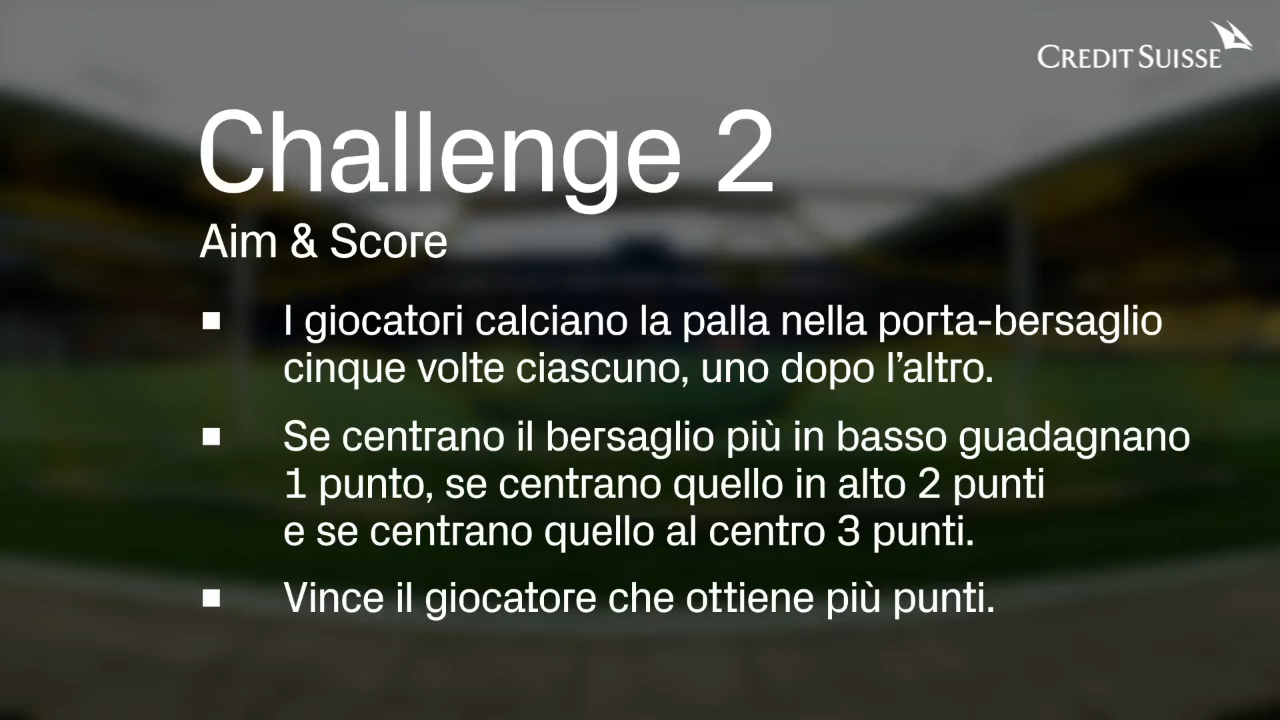 CREDIT SUISSE
Challenge 2
Aim & Score
▪ I giocatori calciano la palla nella porta-bersaglio
cinque volte ciascuno, uno dopo l’altro.
▪ Se centrano il bersaglio più in basso guadagnano
1 punto, se centrano quello in alto 2 punti
e se centrano quello al centro 3 punti.
▪ Vince il giocatore che ottiene più punti.